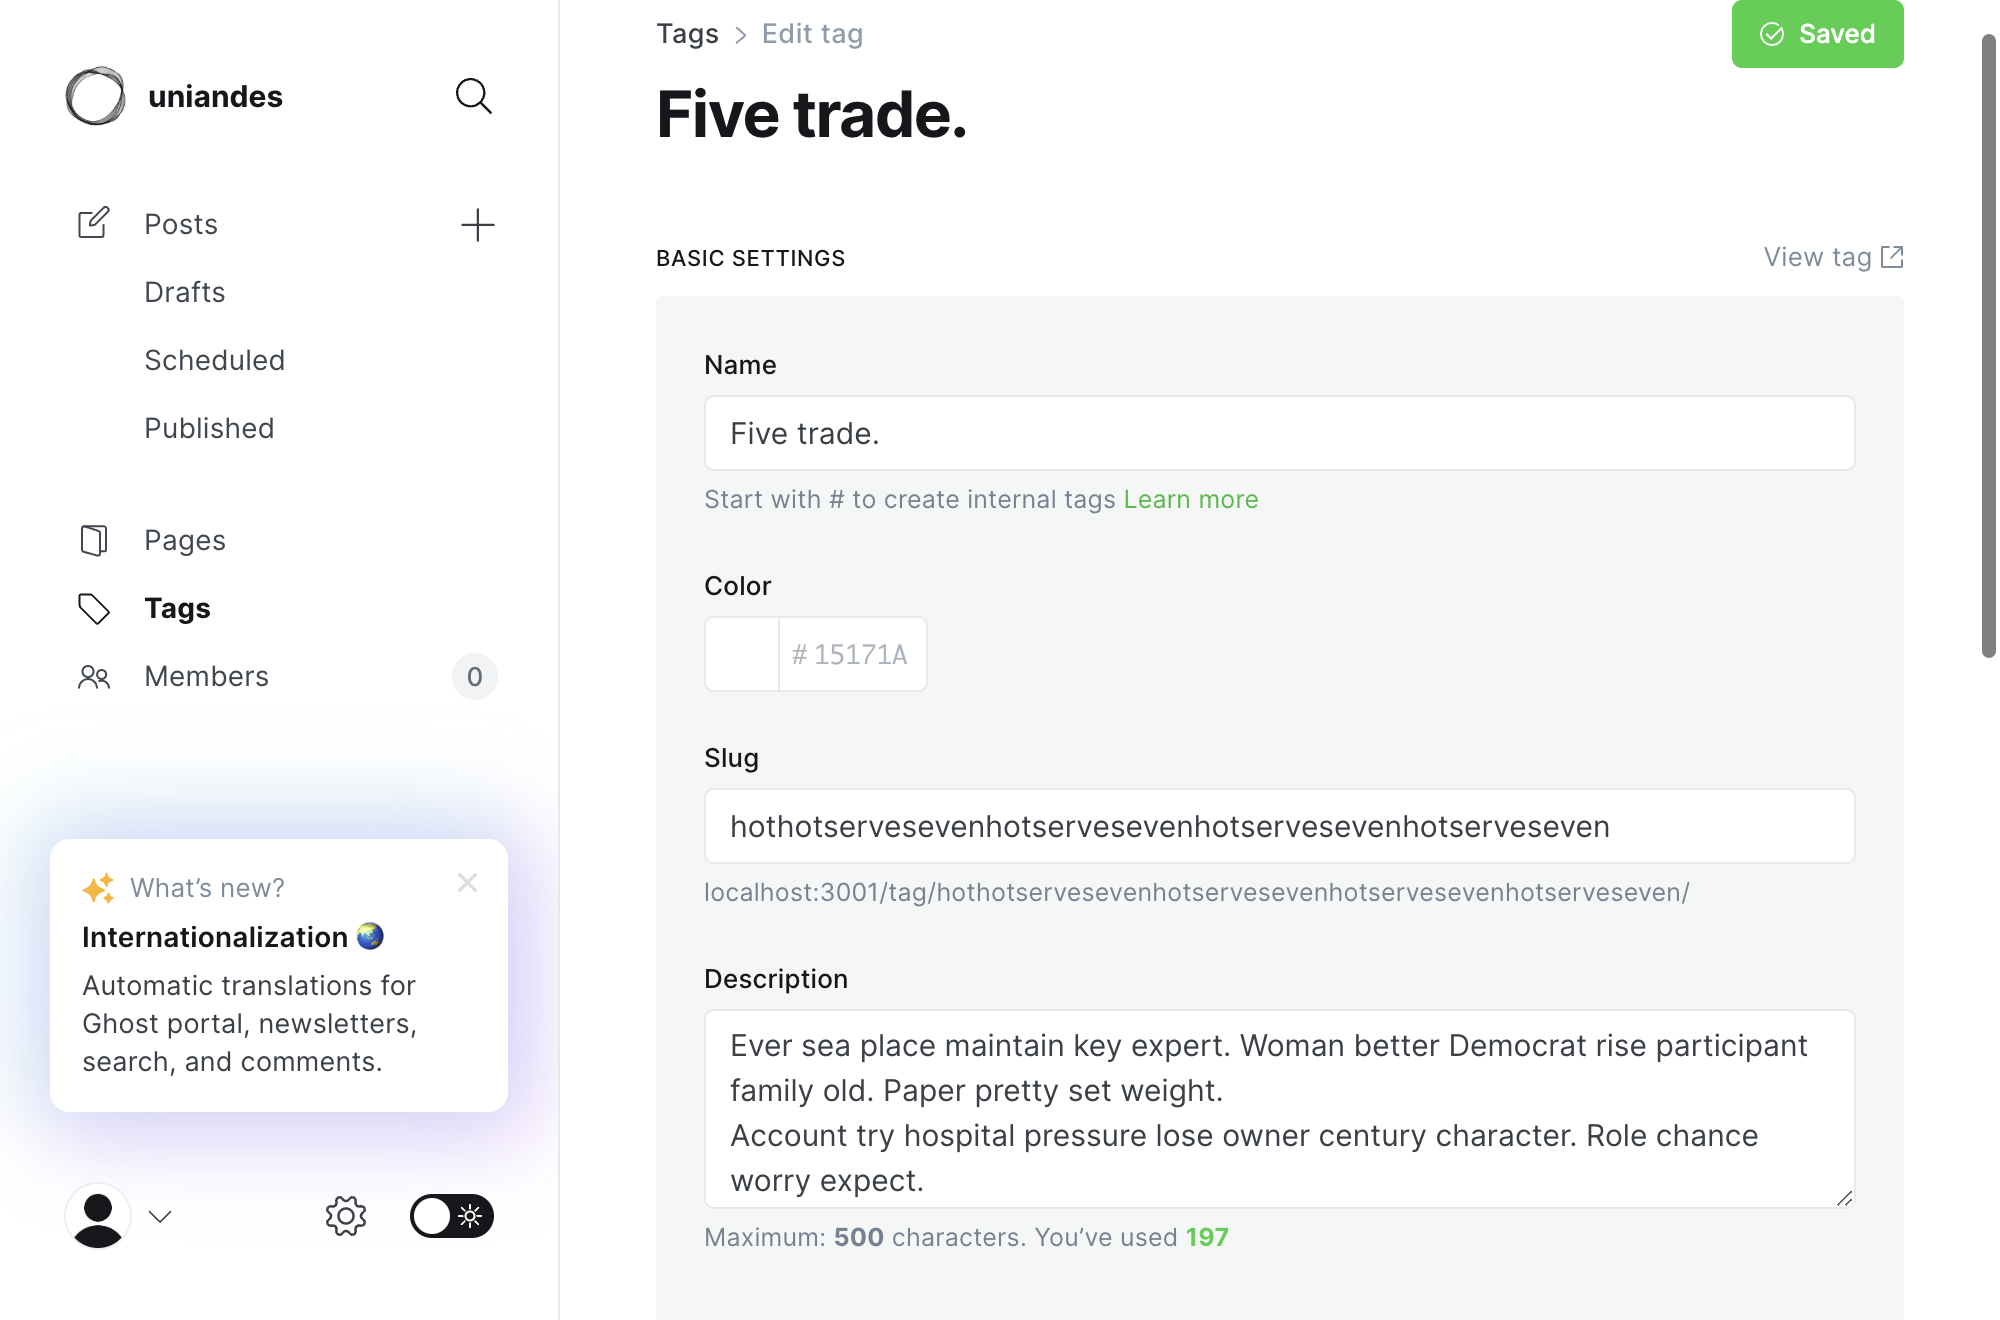 uniandes
Posts
Drafts
Scheduled
Published
Pages
Tags
Members
0
What's new?
Internationalization
Automatic translations for
Ghost portal, newsletters,
search, and comments.
Tags > Edit tag
Saved
Five trade.
BASIC SETTINGS
View tag
Name
Five trade.
Start with # to create internal tags Learn more
Color
# 15171A
Slug
hothotservesevenhotservesevenhotservesevenhotserveseven
localhost:3001/tag/hothotservesevenhotservesevenhotservesevenhotserveseven/
Description
Ever sea place maintain key expert. Woman better Democrat rise participant
family old. Paper pretty set weight.
Account try hospital pressure lose owner century character. Role chance
worry expect.
Maximum: 500 characters. You've used 197